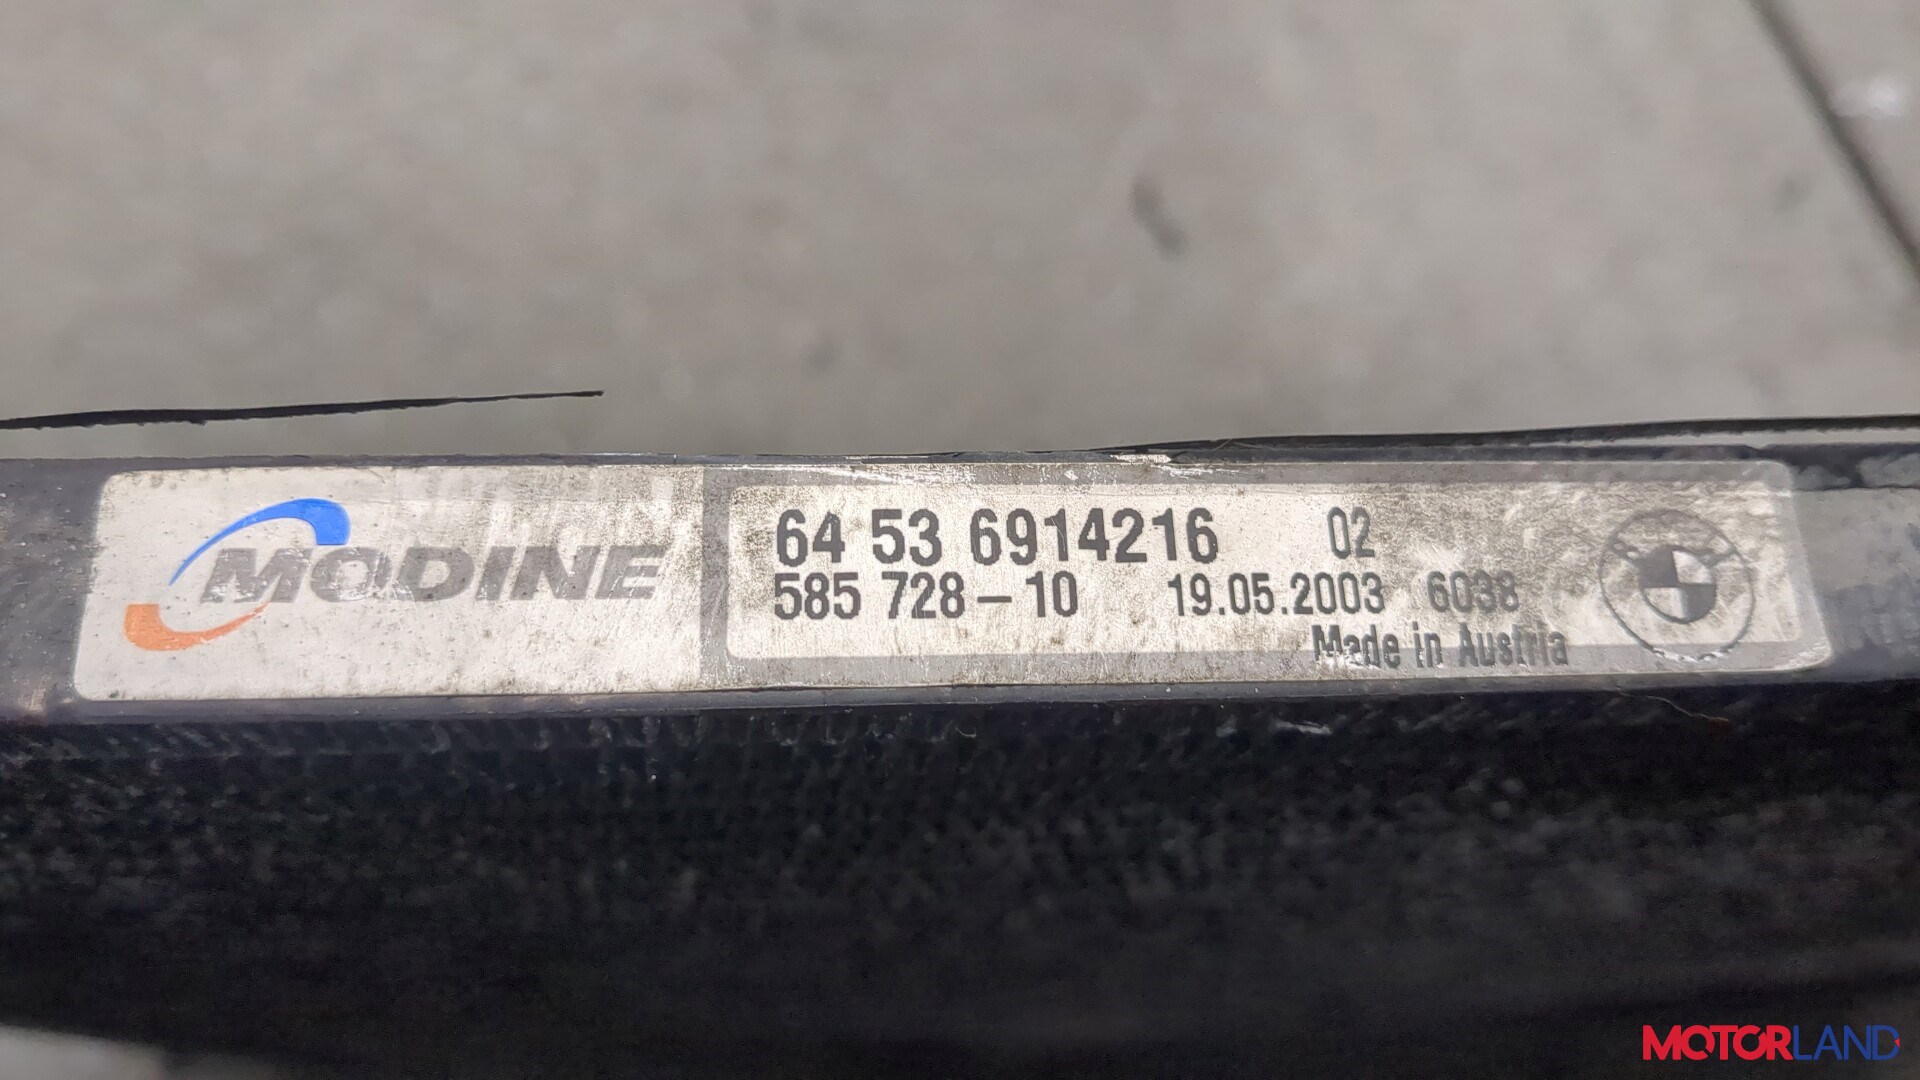 MODINE
64 53 6914216 02
585 728 – 10 19.05.2003 6038
Made in Austria
MOTORLAND